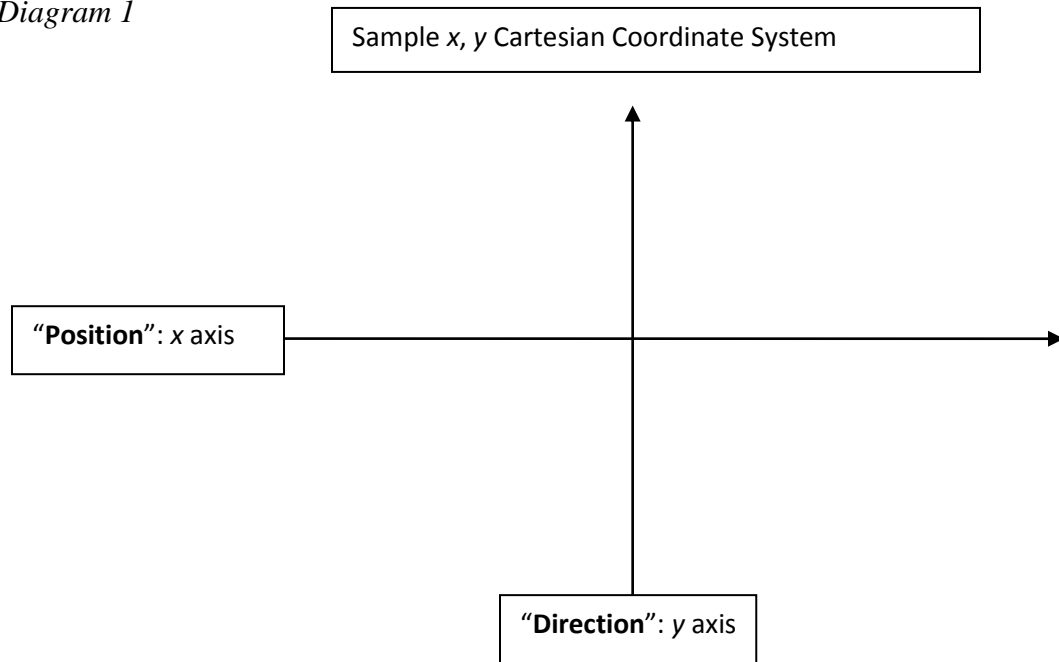 Diagram 1
Sample x, y Cartesian Coordinate System
“Position”: x axis
“Direction”: y axis